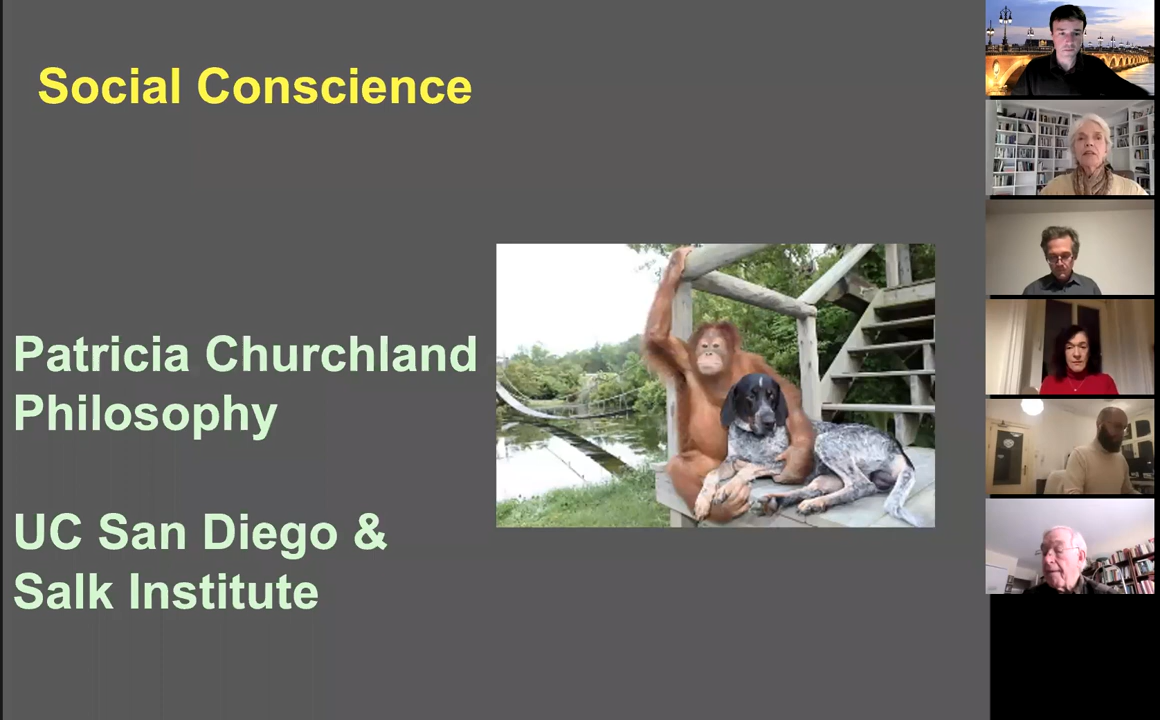 Social Conscience
Patricia Churchland
Philosophy
UC San Diego &
Salk Institute